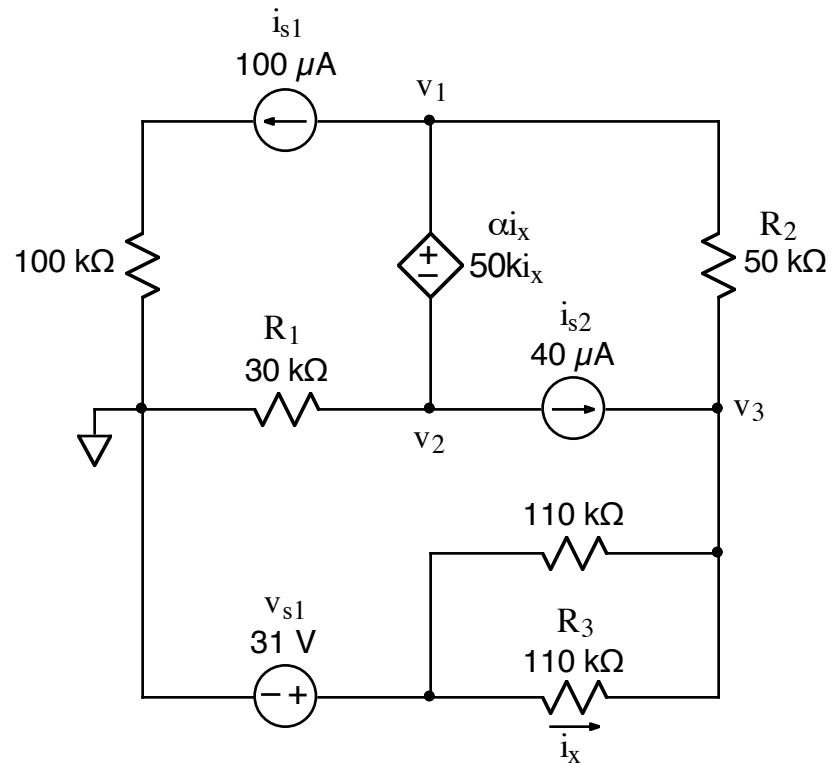 i_s1
100 µA
v_1
αi_x
50ki_x
R_2
50 kΩ
100 kΩ
R_1
30 kΩ
i_s2
40 µA
v_2
v_3
110 kΩ
v_s1
31 V
R_3
110 kΩ
i_x